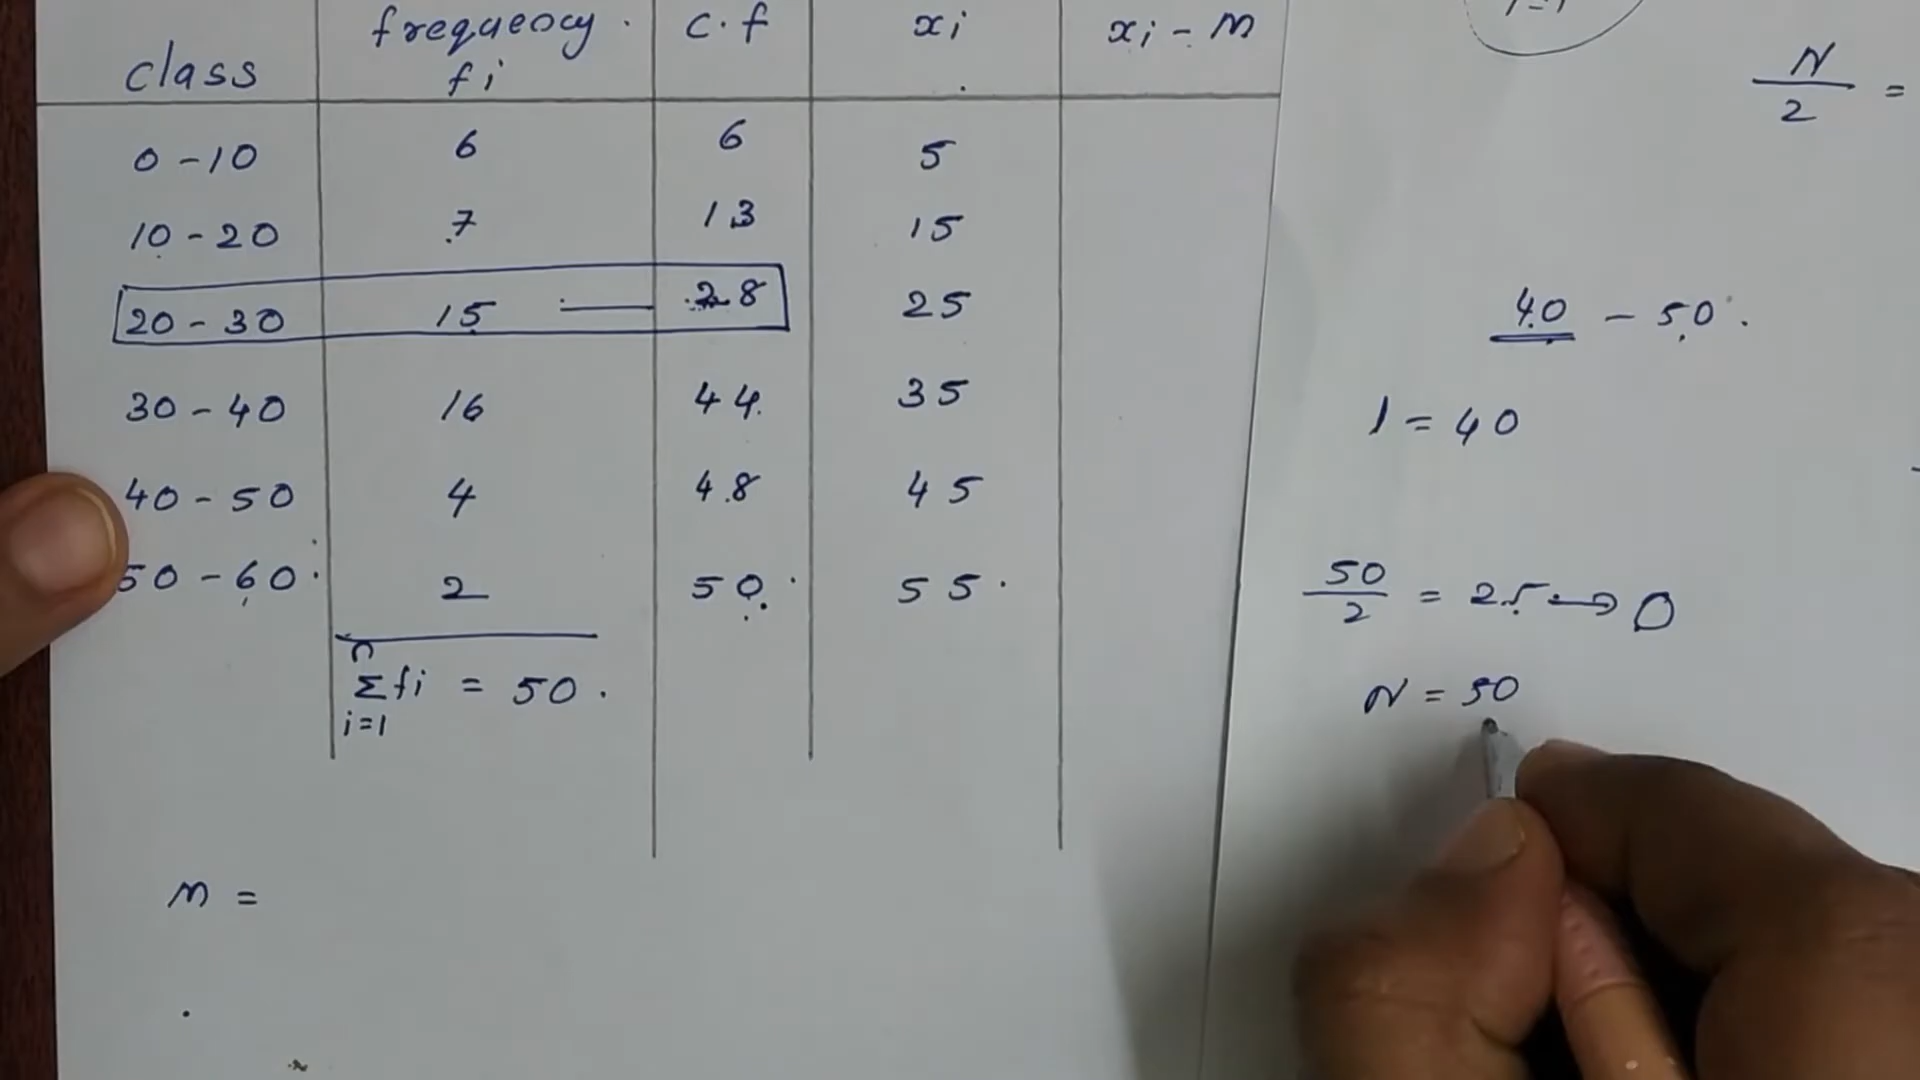 class frequency fi c.f xi xi - M
0 - 10 6 6 5
10 - 20 7 13 15
20 - 30 15 28 25
30 - 40 16 44 35
40 - 50 4 48 45
50 - 60 2 50 55
n
Σ fi = 50
i=1
M =
N/2 =
40 - 50
l = 40
50/2 = 25
N = 50